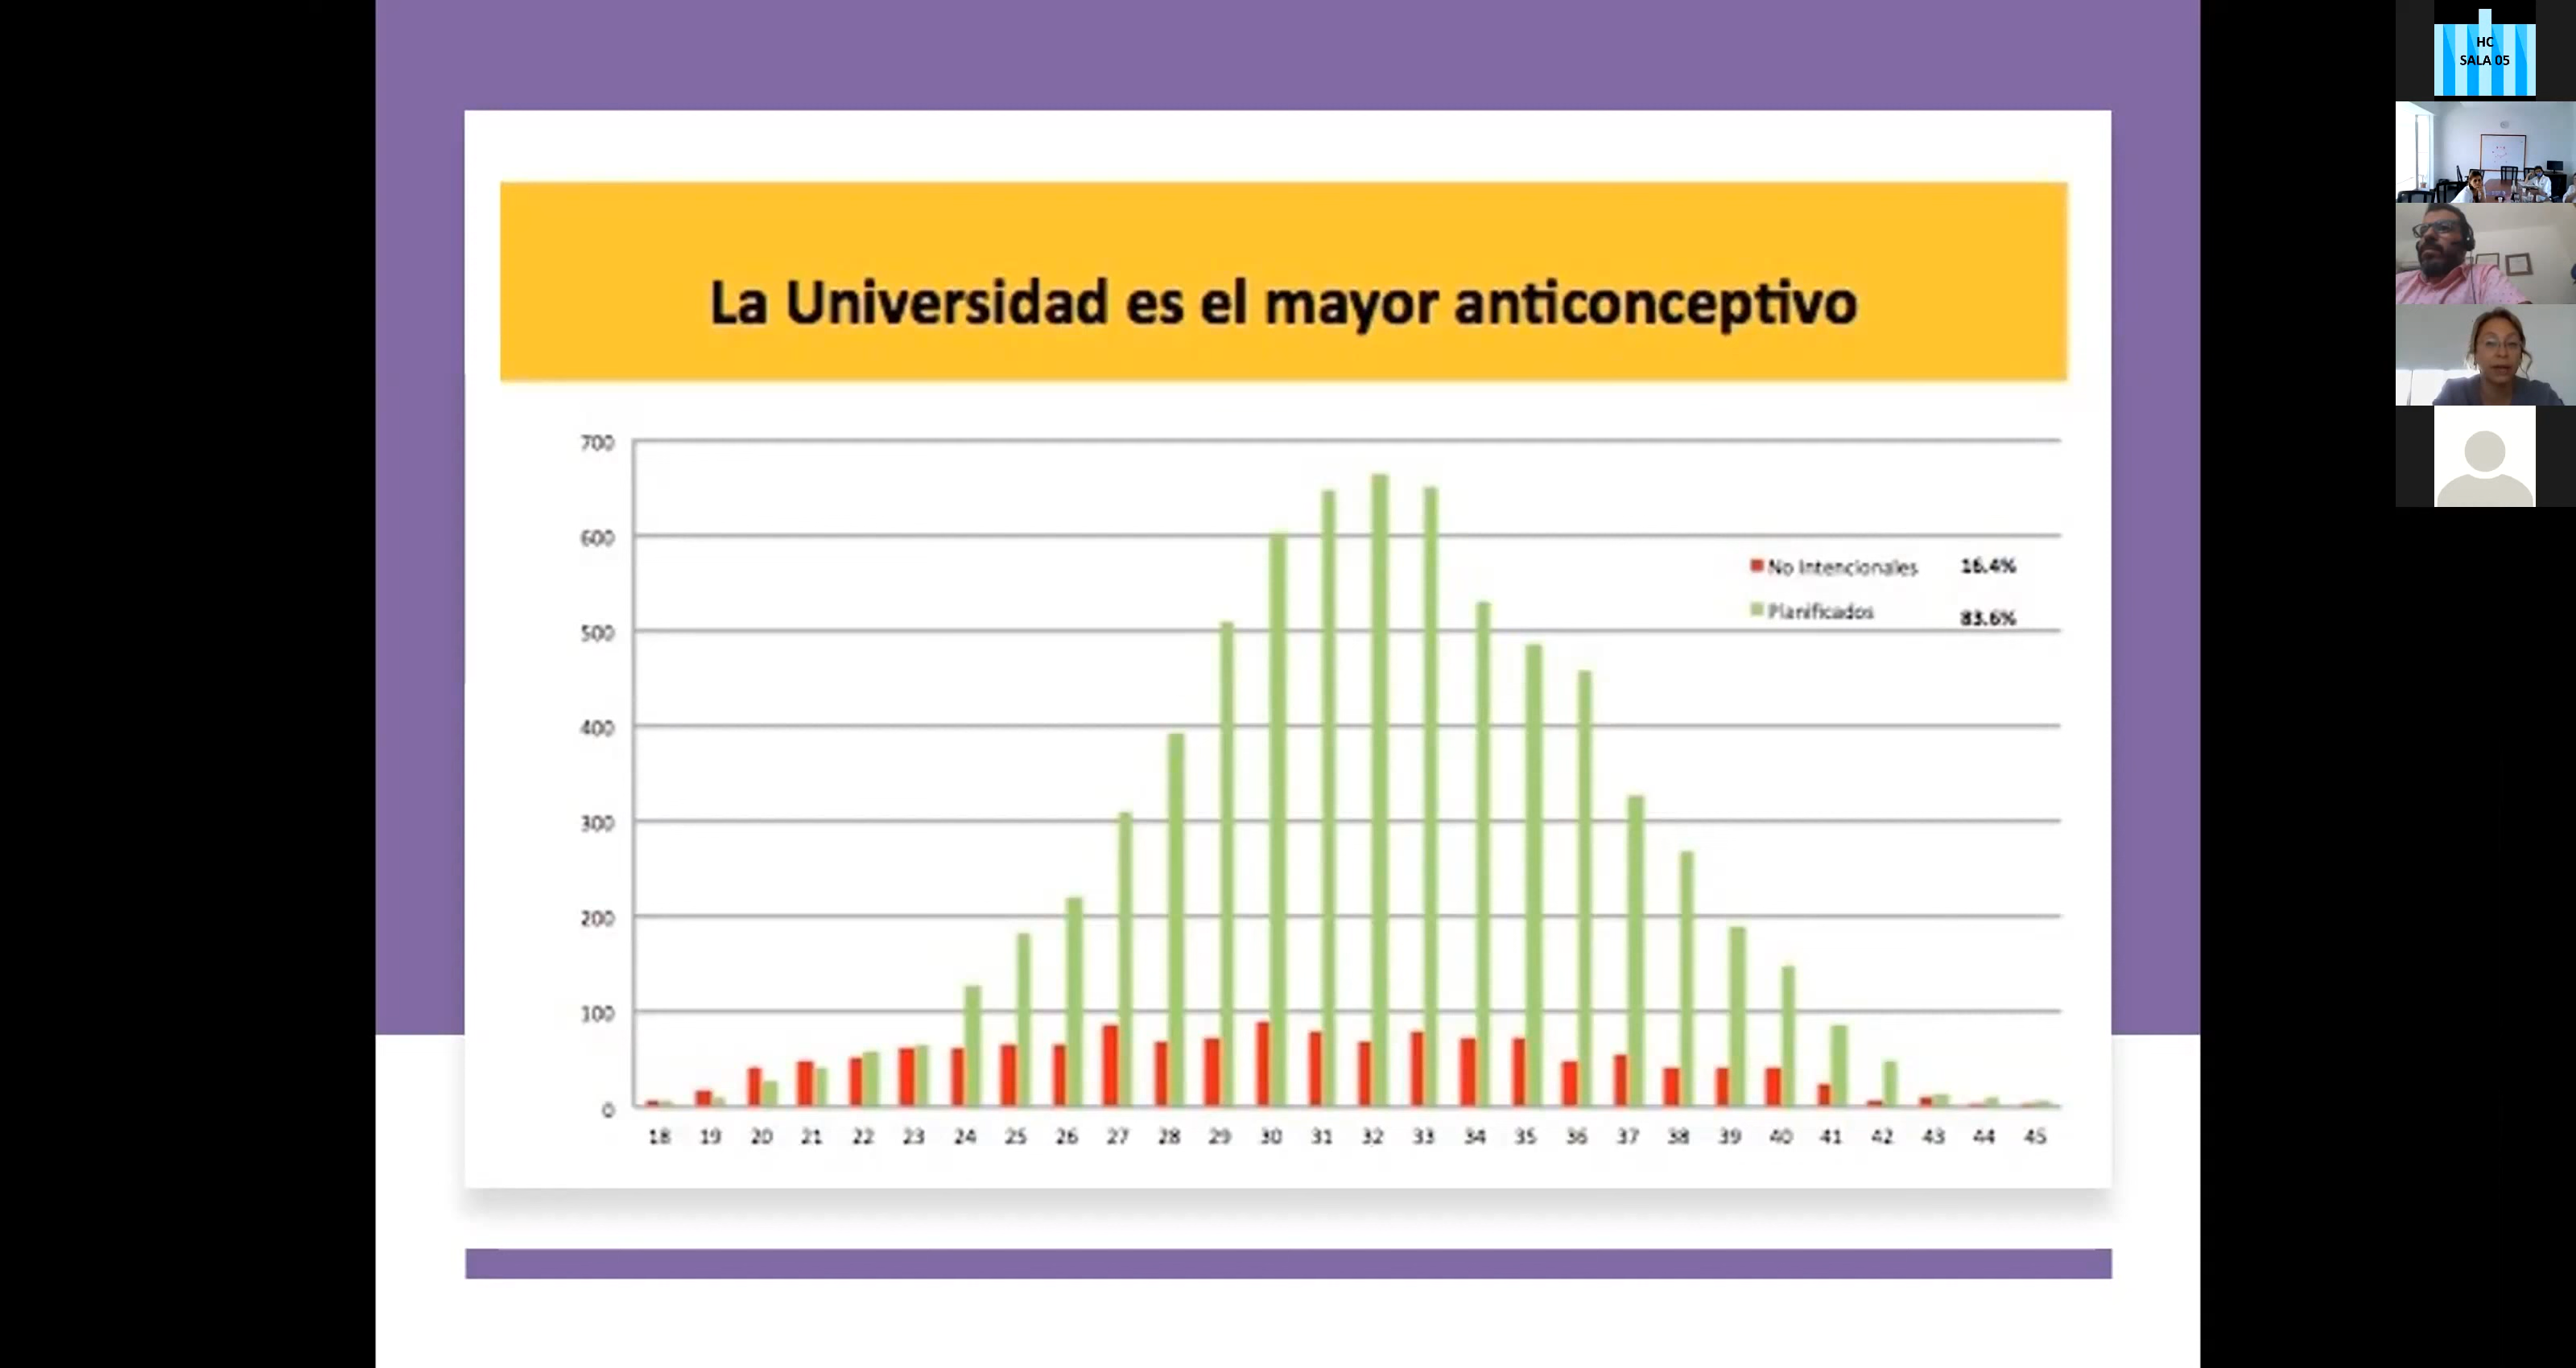 HC
SALA 05
La Universidad es el mayor anticonceptivo
700
600
500
400
300
200
100
0
No Intencionales 16.4%
Planificados 83.6%
18 19 20 21 22 23 24 25 26 27 28 29 30 31 32 33 34 35 36 37 38 39 40 41 42 43 44 45